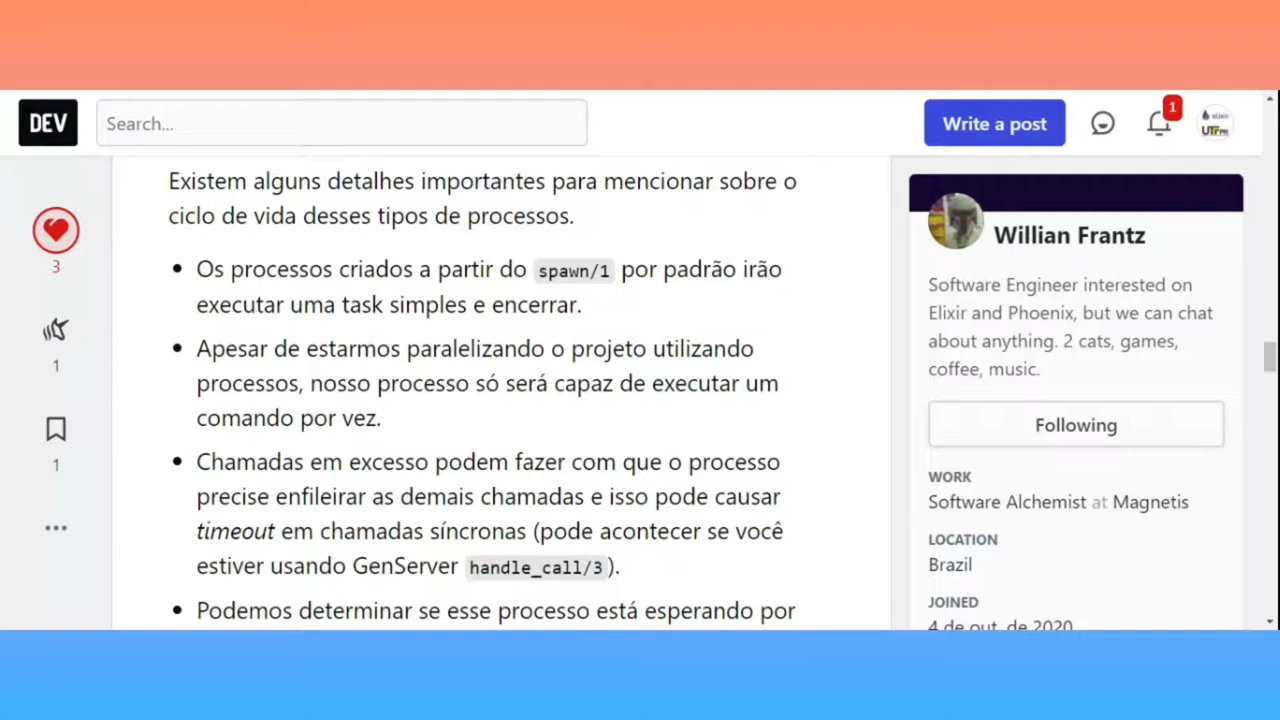 DEV
Search...
Write a post
1
Existem alguns detalhes importantes para mencionar sobre o
ciclo de vida desses tipos de processos.
Os processos criados a partir do spawn/1 por padrão irão
executar uma task simples e encerrar.
Apesar de estarmos paralelizando o projeto utilizando
processos, nosso processo só será capaz de executar um
comando por vez.
Chamadas em excesso podem fazer com que o processo
precise enfileirar as demais chamadas e isso pode causar
timeout em chamadas síncronas (pode acontecer se você
estiver usando GenServer handle_call/3).
Podemos determinar se esse processo está esperando por
3
1
1
Willian Frantz
Software Engineer interested on
Elixir and Phoenix, but we can chat
about anything. 2 cats, games,
coffee, music.
Following
WORK
Software Alchemist at Magnetis
LOCATION
Brazil
JOINED
4 de out. de 2020